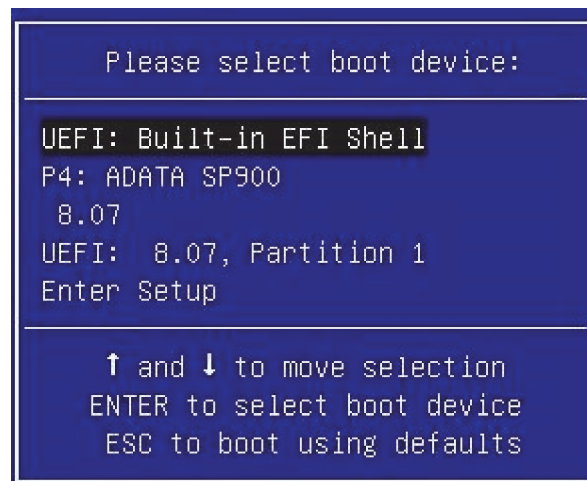 Please select boot device:
UEFI: Built-in EFI Shell
P4: ADATA SP900
8.07
UEFI:  8.07, Partition 1
Enter Setup
↑ and ↓ to move selection
ENTER to select boot device
ESC to boot using defaults